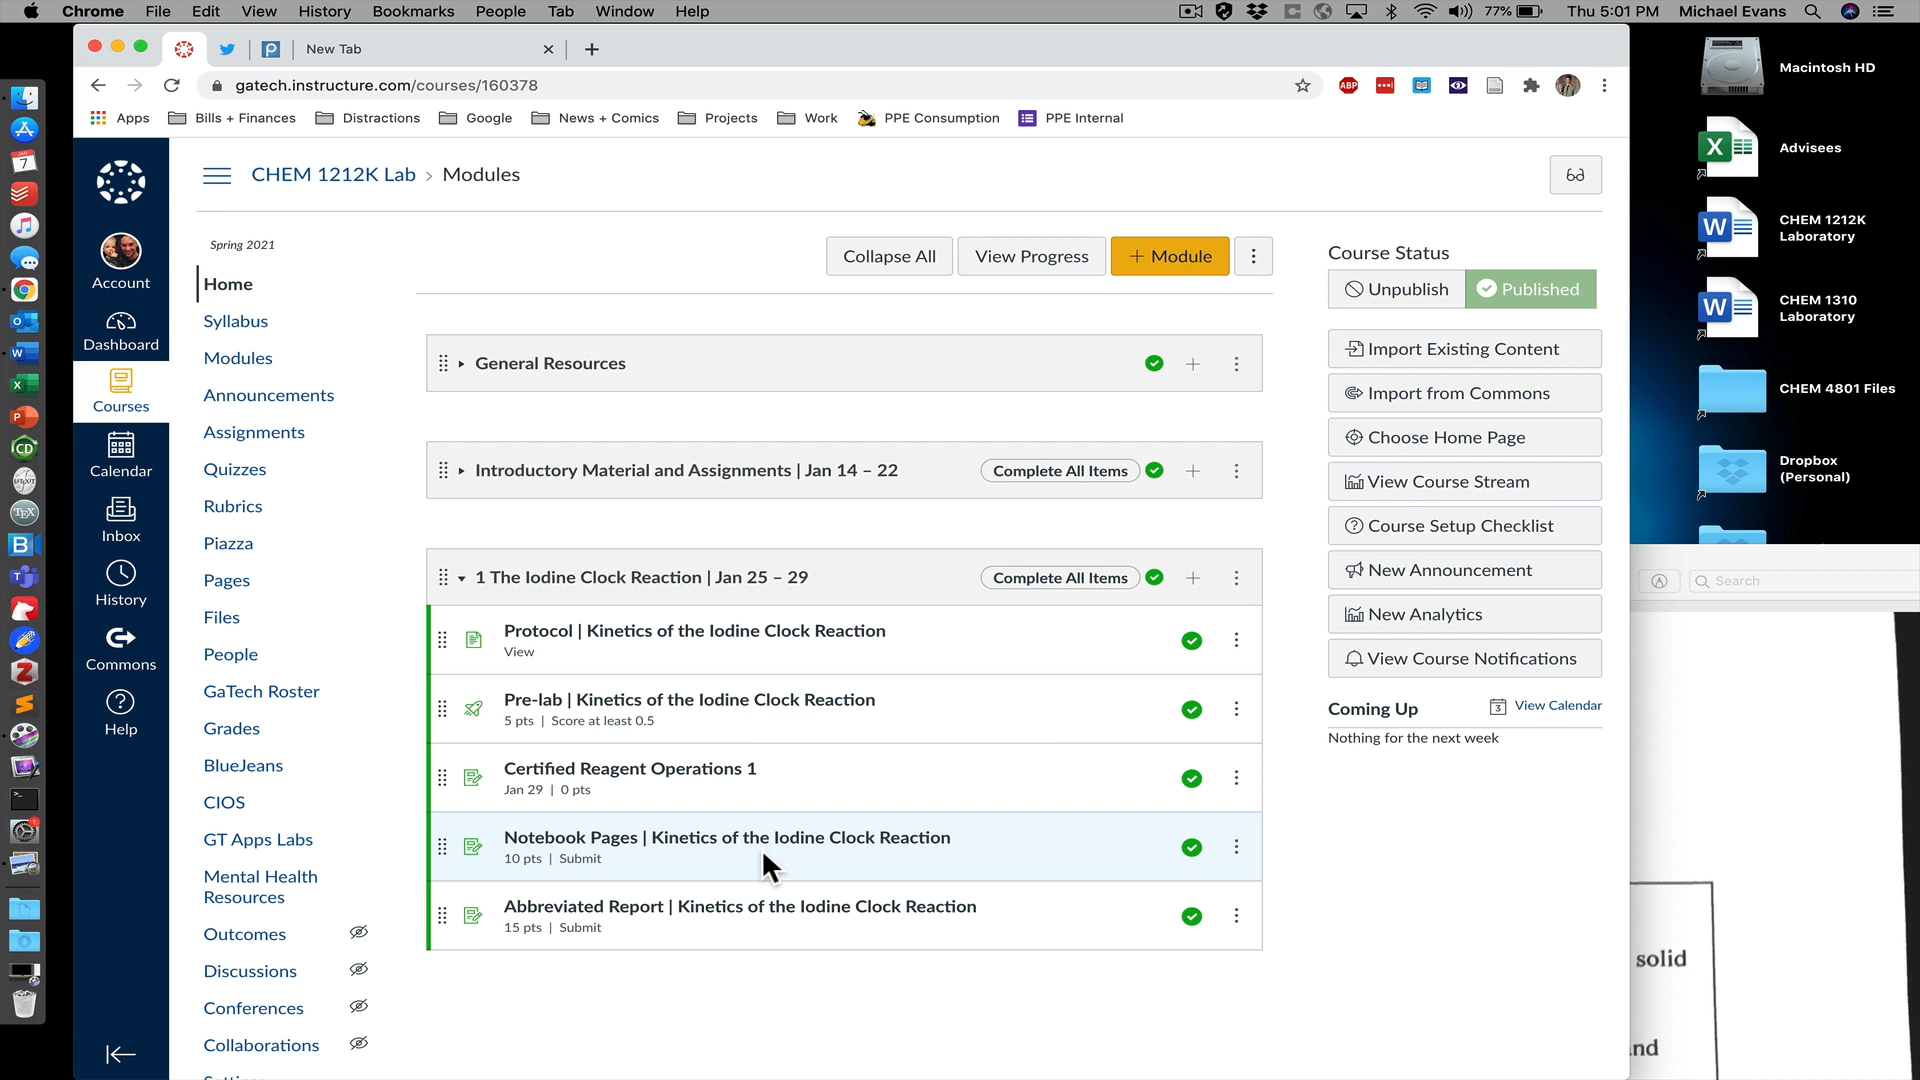 Chrome File Edit View History Bookmarks People Tab Window Help 77% Thu 5:01 PM Michael Evans
New Tab
gatech.instructure.com/courses/160378
ABP
Apps Bills + Finances Distractions Google News + Comics Projects Work PPE Consumption PPE Internal
CHEM 1212K Lab > Modules
Account
Dashboard
Courses
Calendar
Inbox
History
Commons
Help
Spring 2021
Home
Syllabus
Modules
Announcements
Assignments
Quizzes
Rubrics
Piazza
Pages
Files
People
GaTech Roster
Grades
BlueJeans
CIOS
GT Apps Labs
Mental Health
Resources
Outcomes
Discussions
Conferences
Collaborations
Collapse All View Progress + Module
General Resources
Introductory Material and Assignments | Jan 14 – 22 Complete All Items
1 The Iodine Clock Reaction | Jan 25 – 29 Complete All Items
Protocol | Kinetics of the Iodine Clock Reaction
View
Pre-lab | Kinetics of the Iodine Clock Reaction
5 pts | Score at least 0.5
Certified Reagent Operations 1
Jan 29 | 0 pts
Notebook Pages | Kinetics of the Iodine Clock Reaction
10 pts | Submit
Abbreviated Report | Kinetics of the Iodine Clock Reaction
15 pts | Submit
Course Status
Unpublish Published
Import Existing Content
Import from Commons
Choose Home Page
View Course Stream
Course Setup Checklist
New Announcement
New Analytics
View Course Notifications
Coming Up 3 View Calendar
Nothing for the next week
Macintosh HD
Advisees
CHEM 1212K
Laboratory
CHEM 1310
Laboratory
CHEM 4801 Files
Dropbox
(Personal)
Search
solid